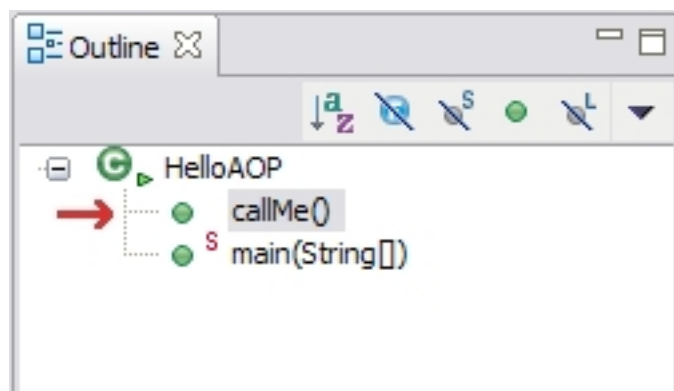 Outline
a
z
S
L
HelloAOP
callMe()
S main(String[])